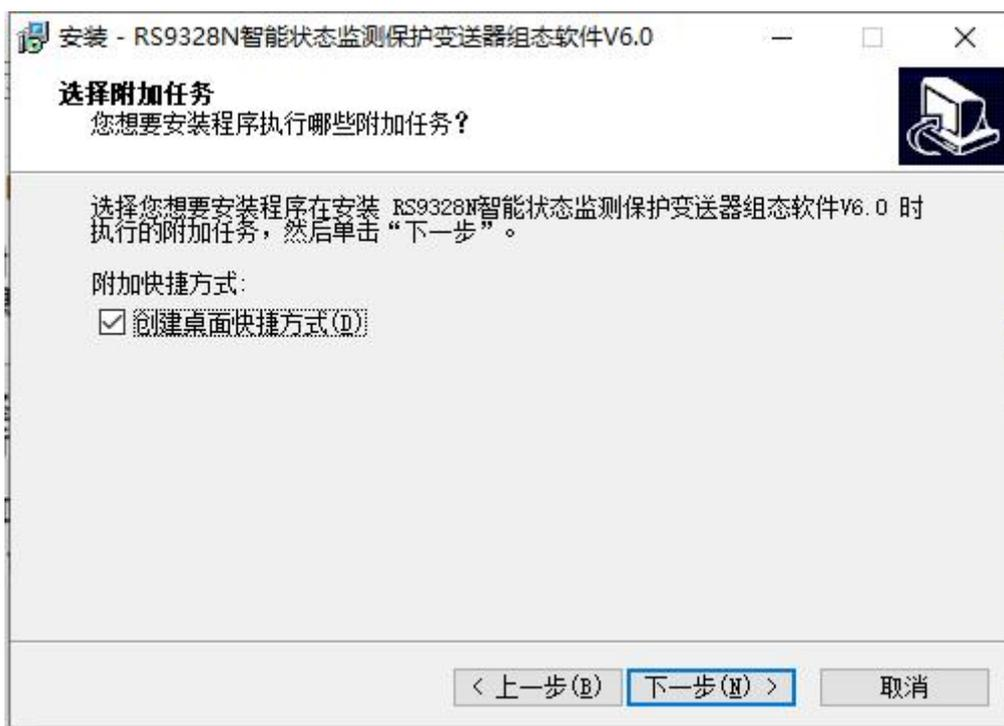 安装 - RS9328N智能状态监测保护变送器组态软件V6.0
选择附加任务
您想要安装程序执行哪些附加任务?
选择您想要安装程序在安装 RS9328N智能状态监测保护变送器组态软件V6.0 时
执行的附加任务，然后单击“下一步”。
附加快捷方式:
创建桌面快捷方式(D)
< 上一步(B) 下一步(N) > 取消